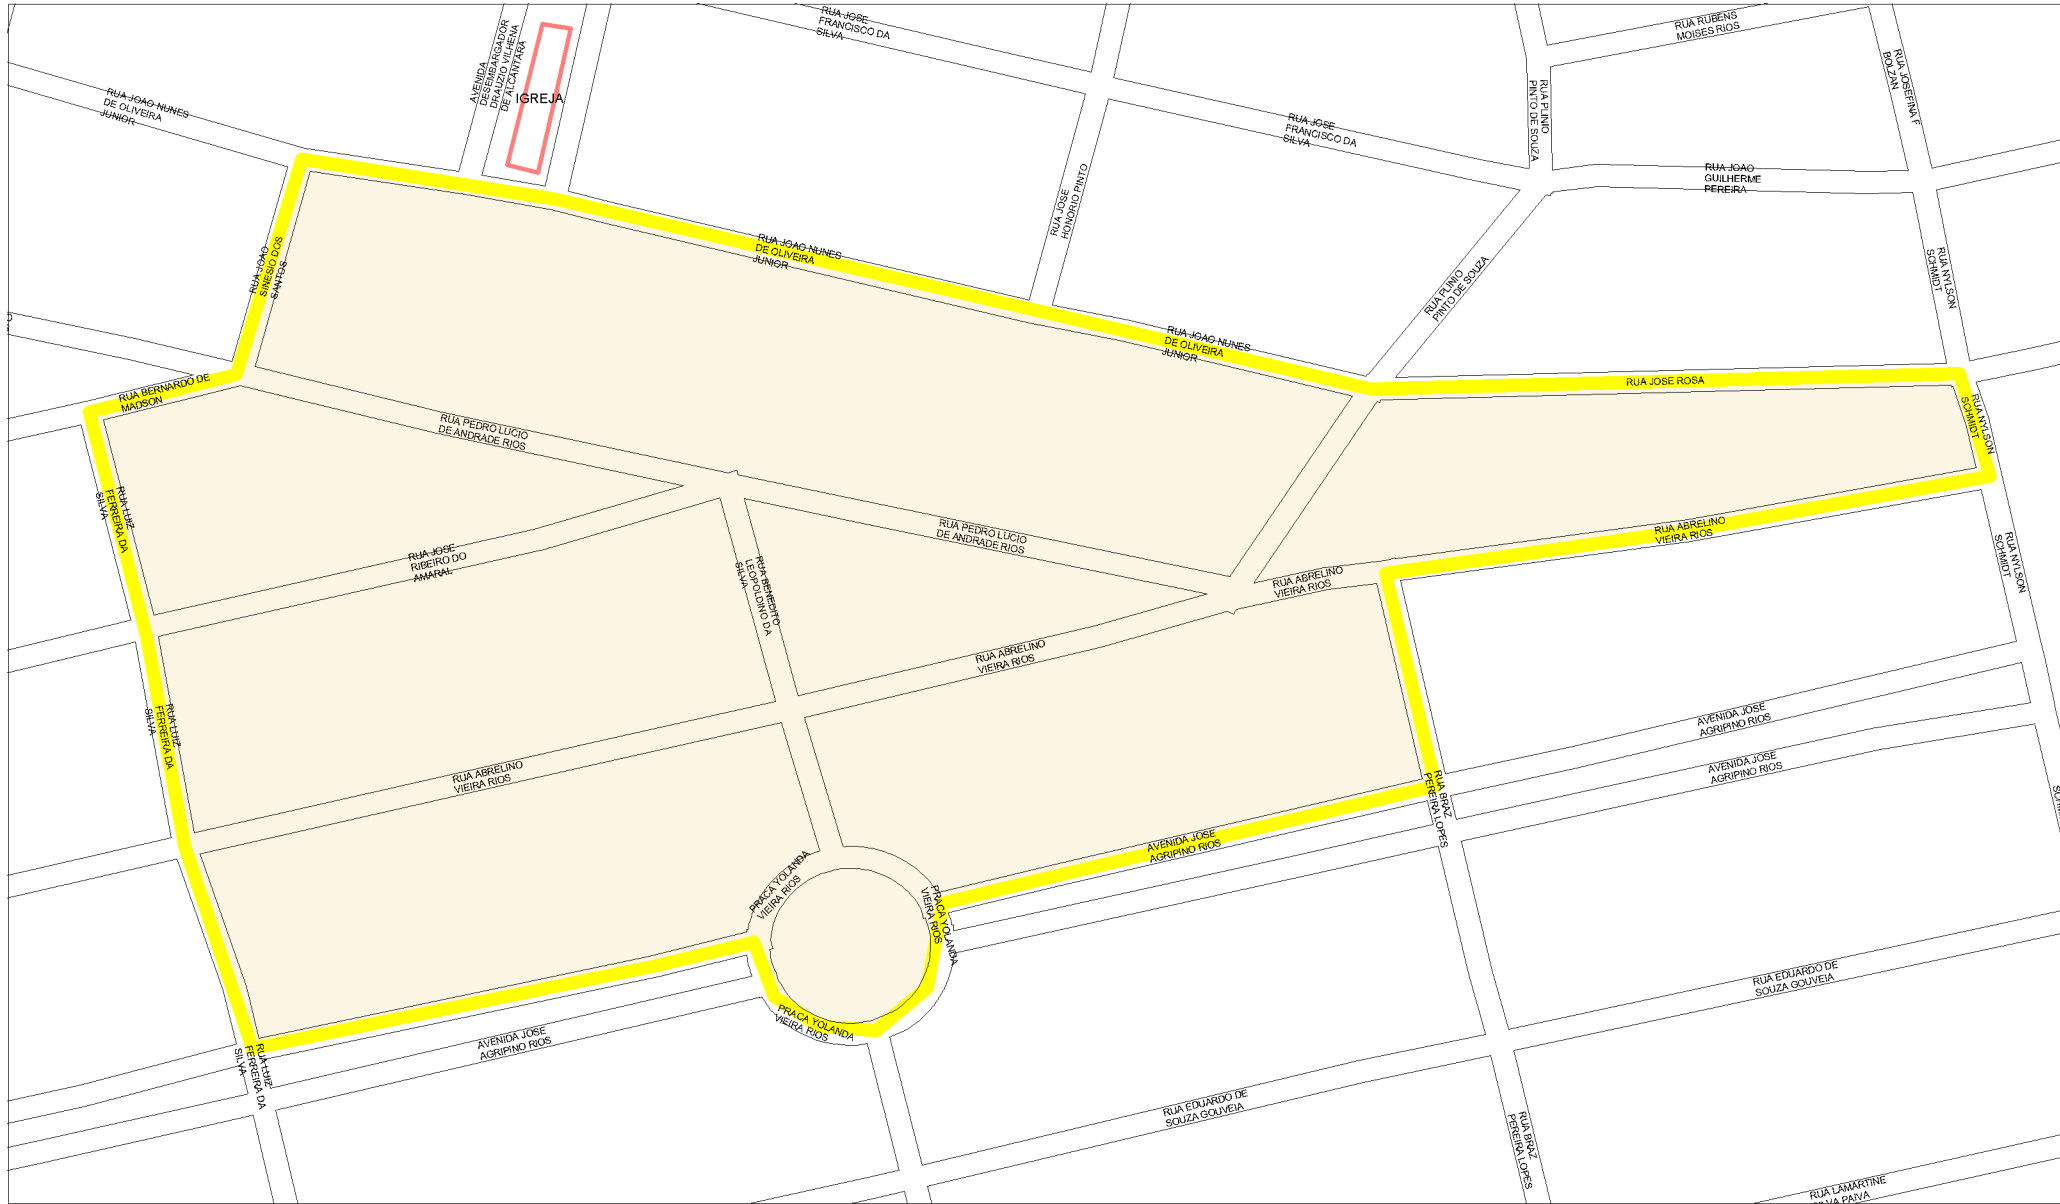 RUA JOSE
FRANCISCO DA
SILVA
RUA RUBENS
MOISES RIOS
AVENIDA
DESEMBARGADOR
DRAUZIO VILHENA
DE ALCANTARA
IGREJA
RUA JOSEFINA F
BOLZAN
RUA JOAO NUNES
DE OLIVEIRA
JUNIOR
RUA PLINIO
PINTO DE SOUZA
RUA JOSE
FRANCISCO DA
SILVA
RUA JOAO
GUILHERME
PEREIRA
RUA JOSE
HONORIO PINTO
RUA JOAO
SINESIO DOS
SANTOS
RUA JOAO NUNES
DE OLIVEIRA
JUNIOR
RUA PLINIO
PINTO DE SOUZA
RUA NYLSON
SCHMIDT
RUA JOAO NUNES
DE OLIVEIRA
JUNIOR
RUA BERNARDO DE
MADSON
RUA JOSE ROSA
RUA NYLSON
SCHMIDT
RUA PEDRO LUCIO
DE ANDRADE RIOS
RUA LUIZ
FERREIRA DA
SILVA
RUA PEDRO LUCIO
DE ANDRADE RIOS
RUA ABRELINO
VIEIRA RIOS
RUA JOSE
RIBEIRO DO
AMARAL
RUA BENEDITO
LEOPOLDINO DA
SILVA
RUA ABRELINO
VIEIRA RIOS
RUA NYLSON
SCHMIDT
RUA ABRELINO
VIEIRA RIOS
RUA LUIZ
FERREIRA DA
SILVA
AVENIDA JOSE
AGRIPINO RIOS
RUA ABRELINO
VIEIRA RIOS
AVENIDA JOSE
AGRIPINO RIOS
RUA BRAZ
PEREIRA LOPES
AVENIDA JOSE
AGRIPINO RIOS
PRACA YOLANDA
VIEIRA RIOS
PRACA YOLANDA
VIEIRA RIOS
RUA EDUARDO DE
SOUZA GOUVEIA
PRACA YOLANDA
VIEIRA RIOS
AVENIDA JOSE
AGRIPINO RIOS
RUA LUIZ
FERREIRA DA
SILVA
RUA EDUARDO DE
SOUZA GOUVEIA
RUA BRAZ
PEREIRA LOPES
RUA LAMARTINE
SILVA PAIVA